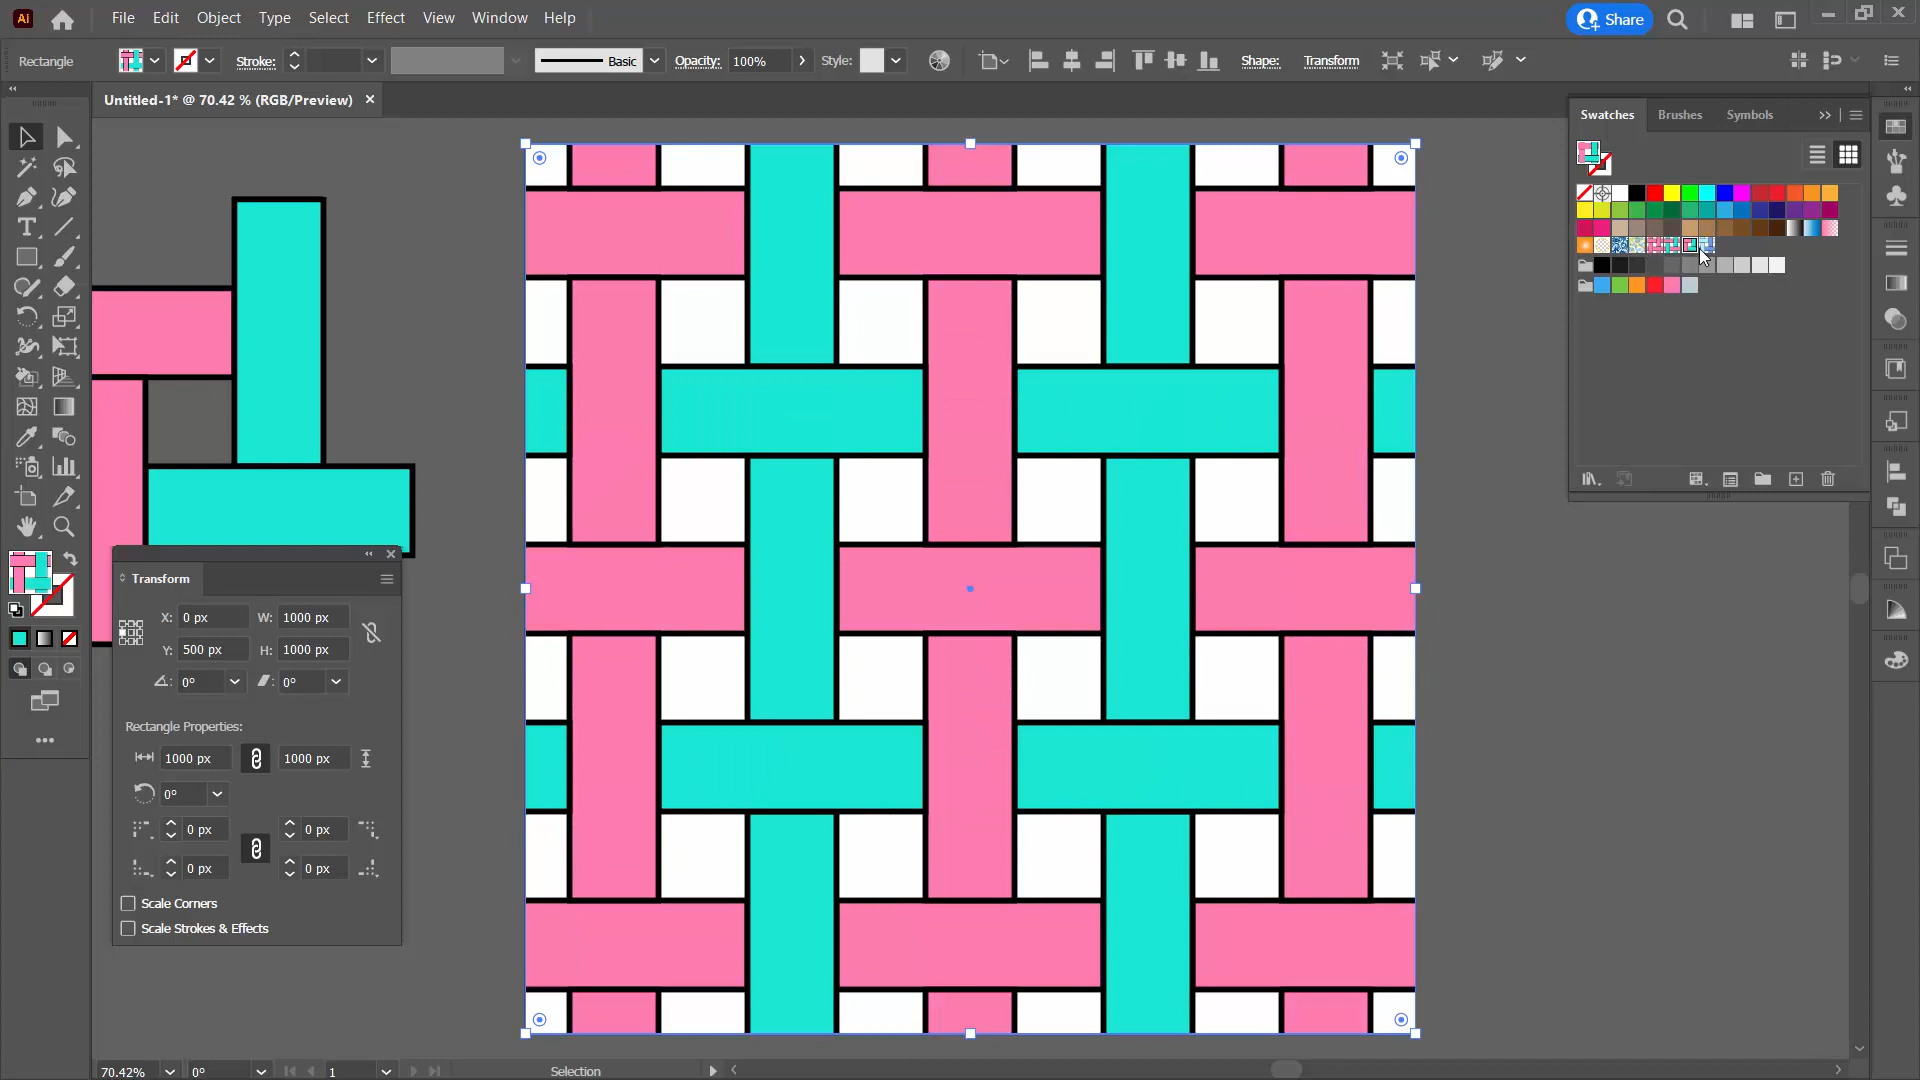 Ai
File Edit Object Type Select Effect View Window Help
Share
Rectangle
Stroke:
Basic
Opacity: 100%
Style:
Shape:
Transform
Untitled-1* @ 70.42 % (RGB/Preview)
Swatches Brushes Symbols
Transform
X: 0 px W: 1000 px
Y: 500 px H: 1000 px
0° 0°
Rectangle Properties:
1000 px 1000 px
0°
0 px 0 px
0 px 0 px
Scale Corners
Scale Strokes & Effects
70.42% 0° 1 Selection